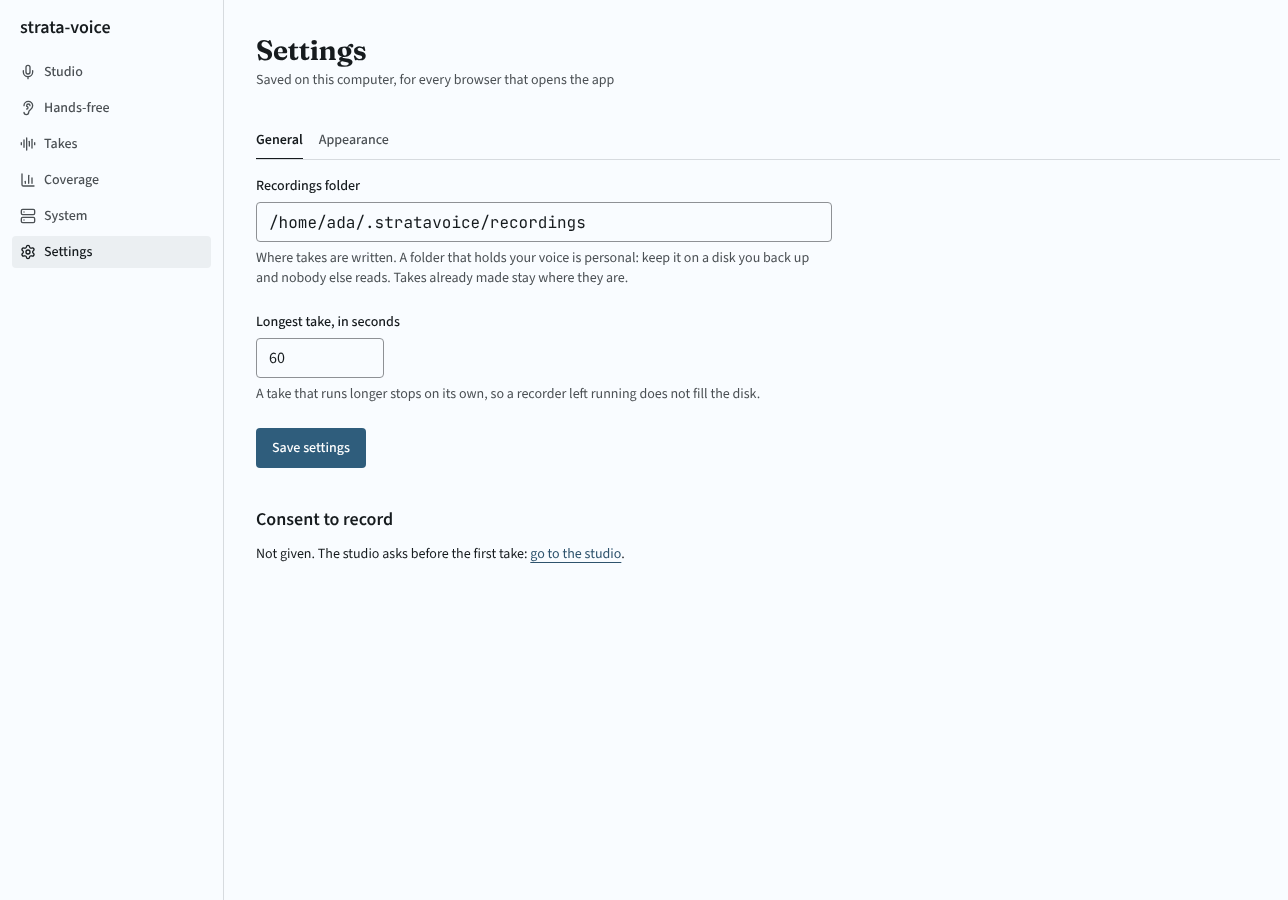 strata-voice
Studio
Hands-free
Takes
Coverage
System
Settings
Settings
Saved on this computer, for every browser that opens the app
General
Appearance
Recordings folder
/home/ada/.stratavoice/recordings
Where takes are written. A folder that holds your voice is personal: keep it on a disk you back up
and nobody else reads. Takes already made stay where they are.
Longest take, in seconds
60
A take that runs longer stops on its own, so a recorder left running does not fill the disk.
Save settings
Consent to record
Not given. The studio asks before the first take: go to the studio.